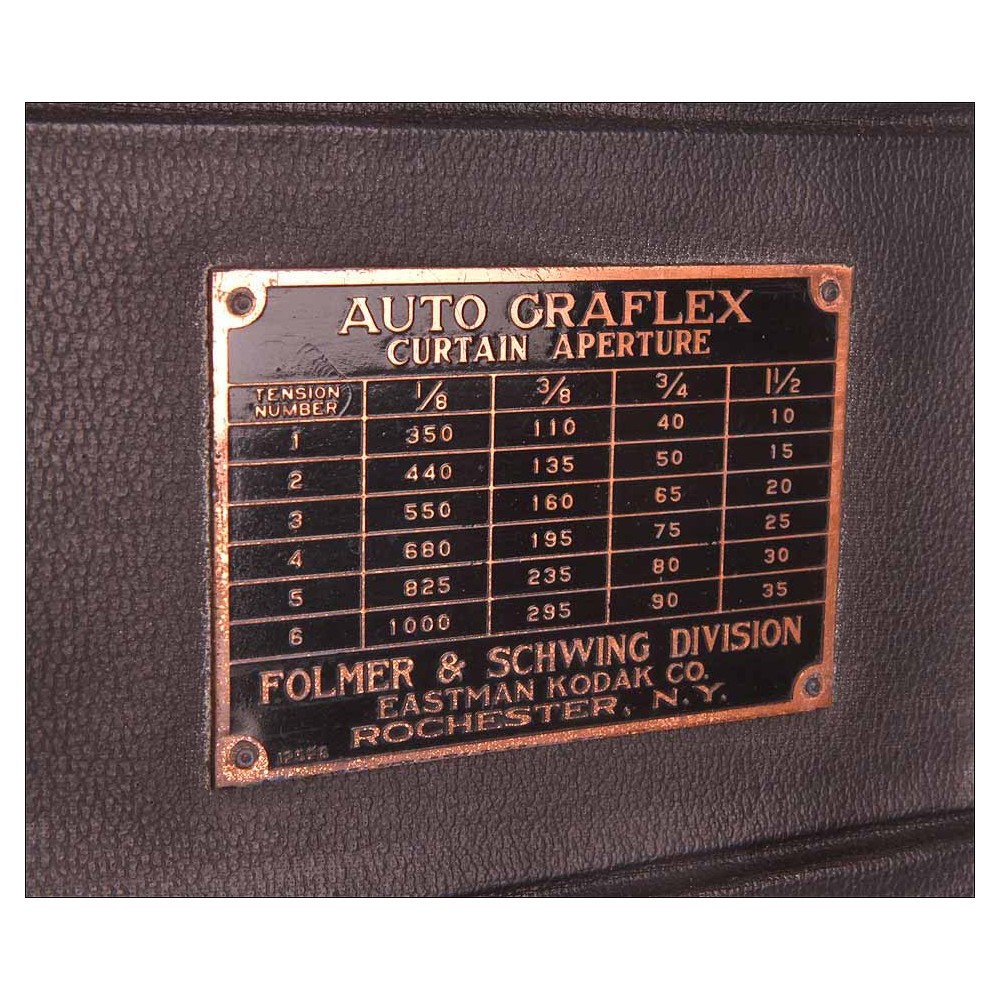 AUTO GRAFLEX
CURTAIN APERTURE
TENSION NUMBER 1/8 3/8 3/4 1 1/2
1 350 110 40 10
2 440 135 50 15
3 550 160 65 20
4 680 195 75 25
5 825 235 80 30
6 1000 295 90 35
FOLMER & SCHWING DIVISION
EASTMAN KODAK CO.
ROCHESTER, N.Y.